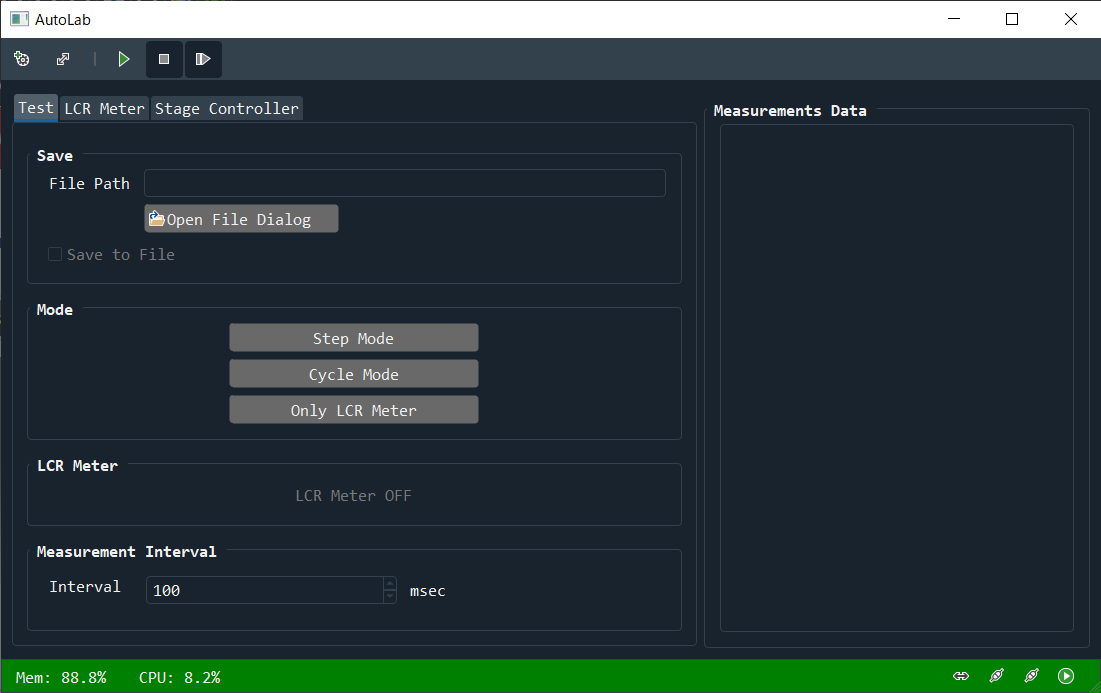 AutoLab
Test LCR Meter Stage Controller
Measurements Data
Save
File Path
Open File Dialog
Save to File
Mode
Step Mode
Cycle Mode
Only LCR Meter
LCR Meter
LCR Meter OFF
Measurement Interval
Interval 100 msec
Mem: 88.8% CPU: 8.2%